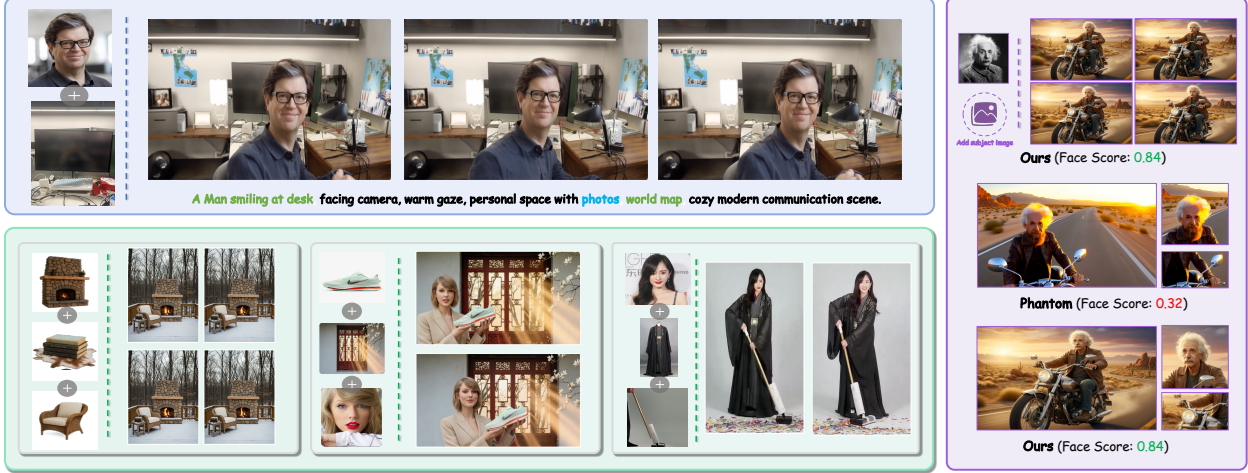 A Man smiling at desk facing camera, warm gaze, personal space with photos world map cozy modern communication scene.
Add subject image
Ours (Face Score: 0.84)
Phantom (Face Score: 0.32)
Ours (Face Score: 0.84)